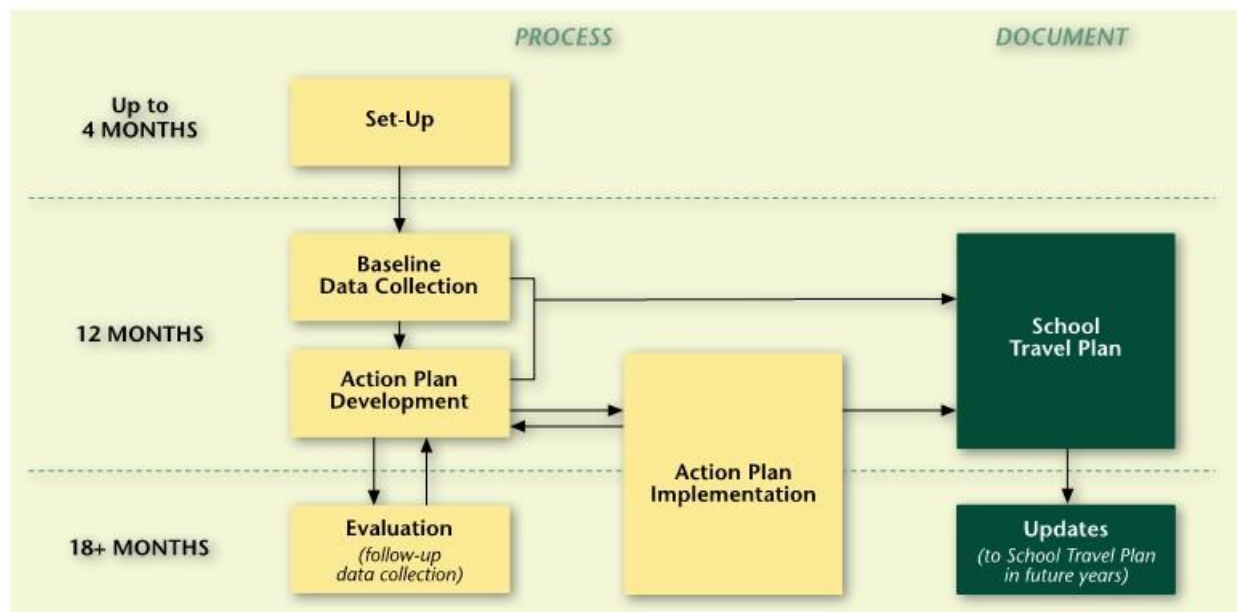 PROCESS
DOCUMENT
Up to
4 MONTHS
Set-Up
12 MONTHS
Baseline
Data Collection
Action Plan
Development
School
Travel Plan
Action Plan
Implementation
18+ MONTHS
Evaluation
(follow-up
data collection)
Updates
(to School Travel Plan
in future years)